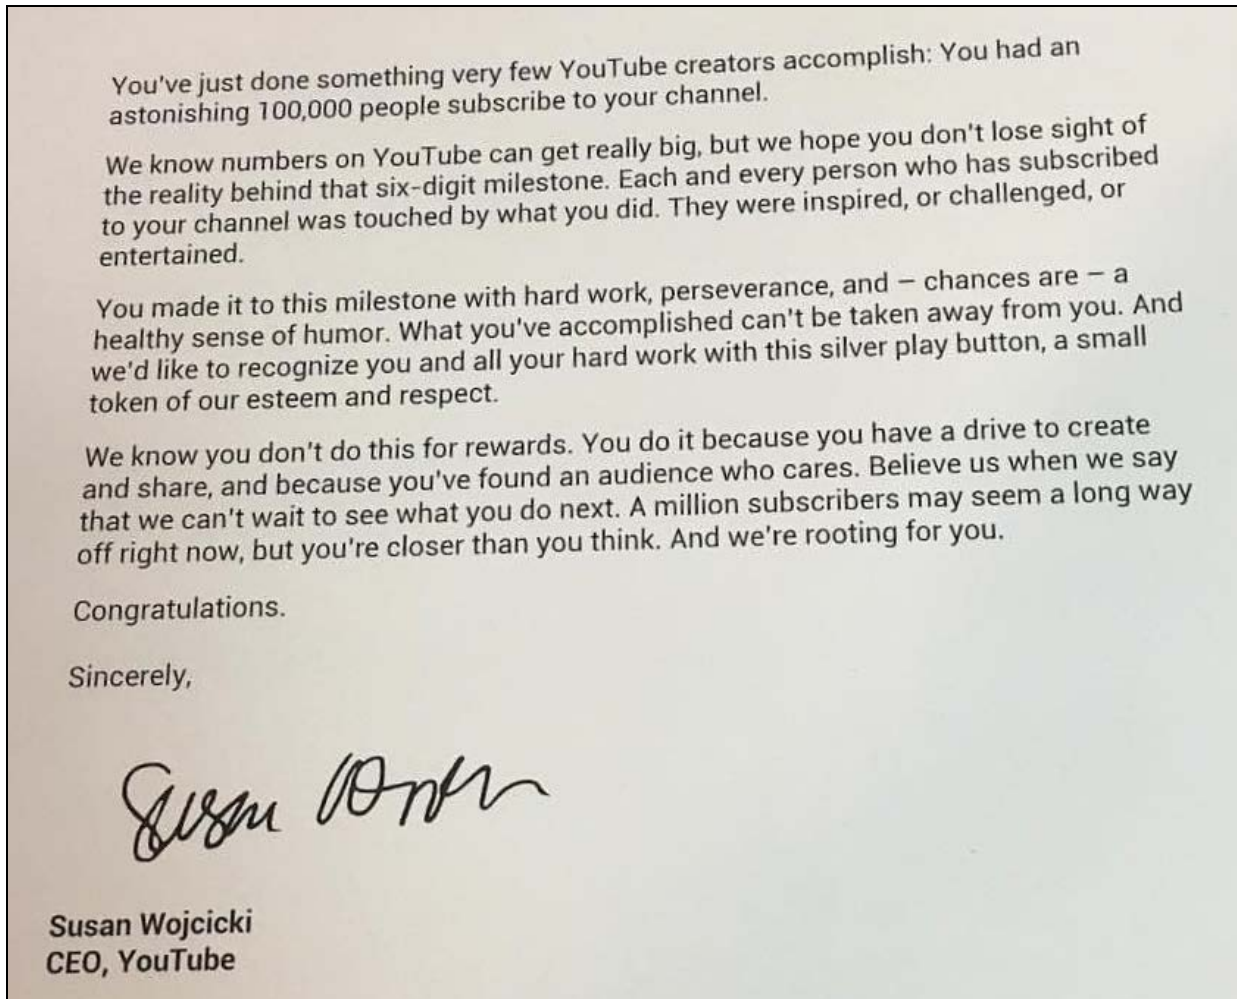 You've just done something very few YouTube creators accomplish: You had an
astonishing 100,000 people subscribe to your channel.
We know numbers on YouTube can get really big, but we hope you don't lose sight of
the reality behind that six-digit milestone. Each and every person who has subscribed
to your channel was touched by what you did. They were inspired, or challenged, or
entertained.
You made it to this milestone with hard work, perseverance, and – chances are – a
healthy sense of humor. What you've accomplished can't be taken away from you. And
we'd like to recognize you and all your hard work with this silver play button, a small
token of our esteem and respect.
We know you don't do this for rewards. You do it because you have a drive to create
and share, and because you've found an audience who cares. Believe us when we say
that we can't wait to see what you do next. A million subscribers may seem a long way
off right now, but you're closer than you think. And we're rooting for you.
Congratulations.
Sincerely,
Susan
Susan Wojcicki
CEO, YouTube